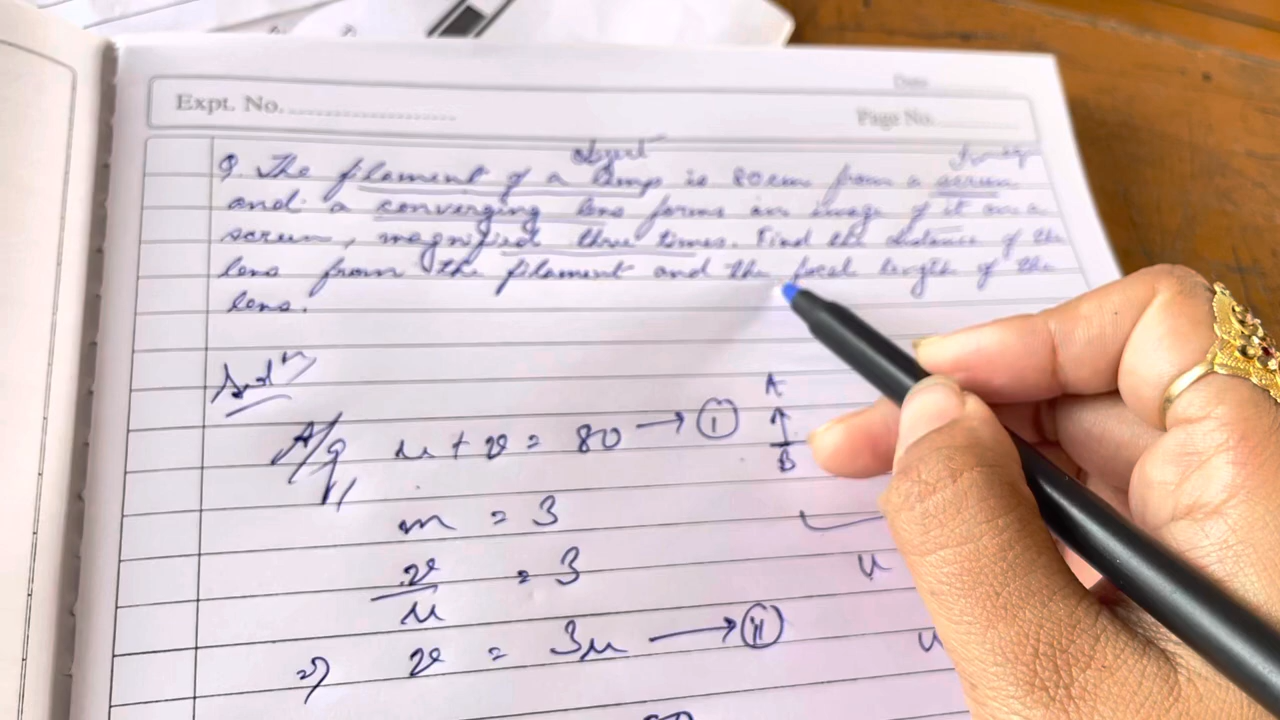 Date
Expt. No.
Page No.
Object
Image
Q. The filament of a lamp is 80cm from a screen
and a converging lens forms an image of it on a
screen, magnified three times. Find the distance of the
lens from the filament and the focal length of the
lens.
Solⁿ
A/q u + v = 80 → (i)
A
↑
B
m = 3
v/u = 3
u
⇒ v = 3u → (ii)
u